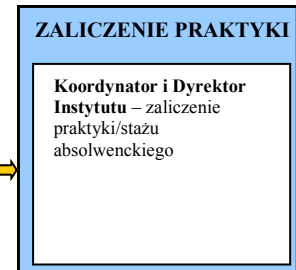 ZALICZENIE PRAKTYKI
Koordynator i Dyrektor
Instytutu – zaliczenie
praktyki/stażu
absolwenckiego